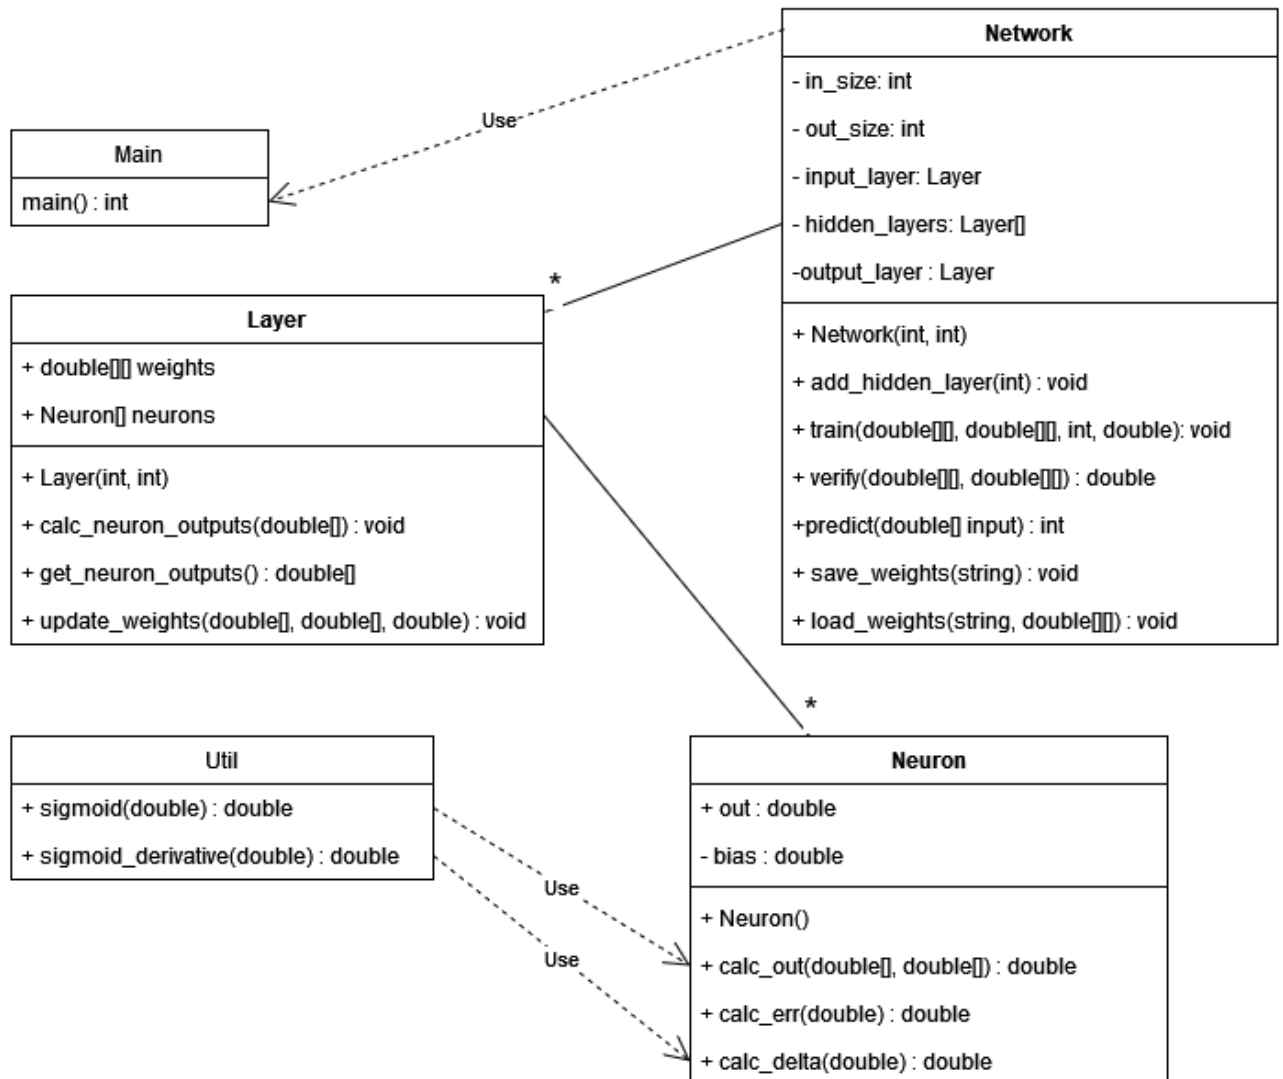 Network
- in_size: int
- out_size: int
- input_layer: Layer
- hidden_layers: Layer[]
-output_layer : Layer
+ Network(int, int)
+ add_hidden_layer(int) : void
+ train(double[][], double[][], int, double): void
+ verify(double[][], double[][]) : double
+predict(double[] input) : int
+ save_weights(string) : void
+ load_weights(string, double[][]) : void
Use
Main
main() : int
*
Layer
+ double[][] weights
+ Neuron[] neurons
+ Layer(int, int)
+ calc_neuron_outputs(double[]) : void
+ get_neuron_outputs() : double[]
+ update_weights(double[], double[], double) : void
*
Util
+ sigmoid(double) : double
+ sigmoid_derivative(double) : double
Use
Use
Neuron
+ out : double
- bias : double
+ Neuron()
+ calc_out(double[], double[]) : double
+ calc_err(double) : double
+ calc_delta(double) : double